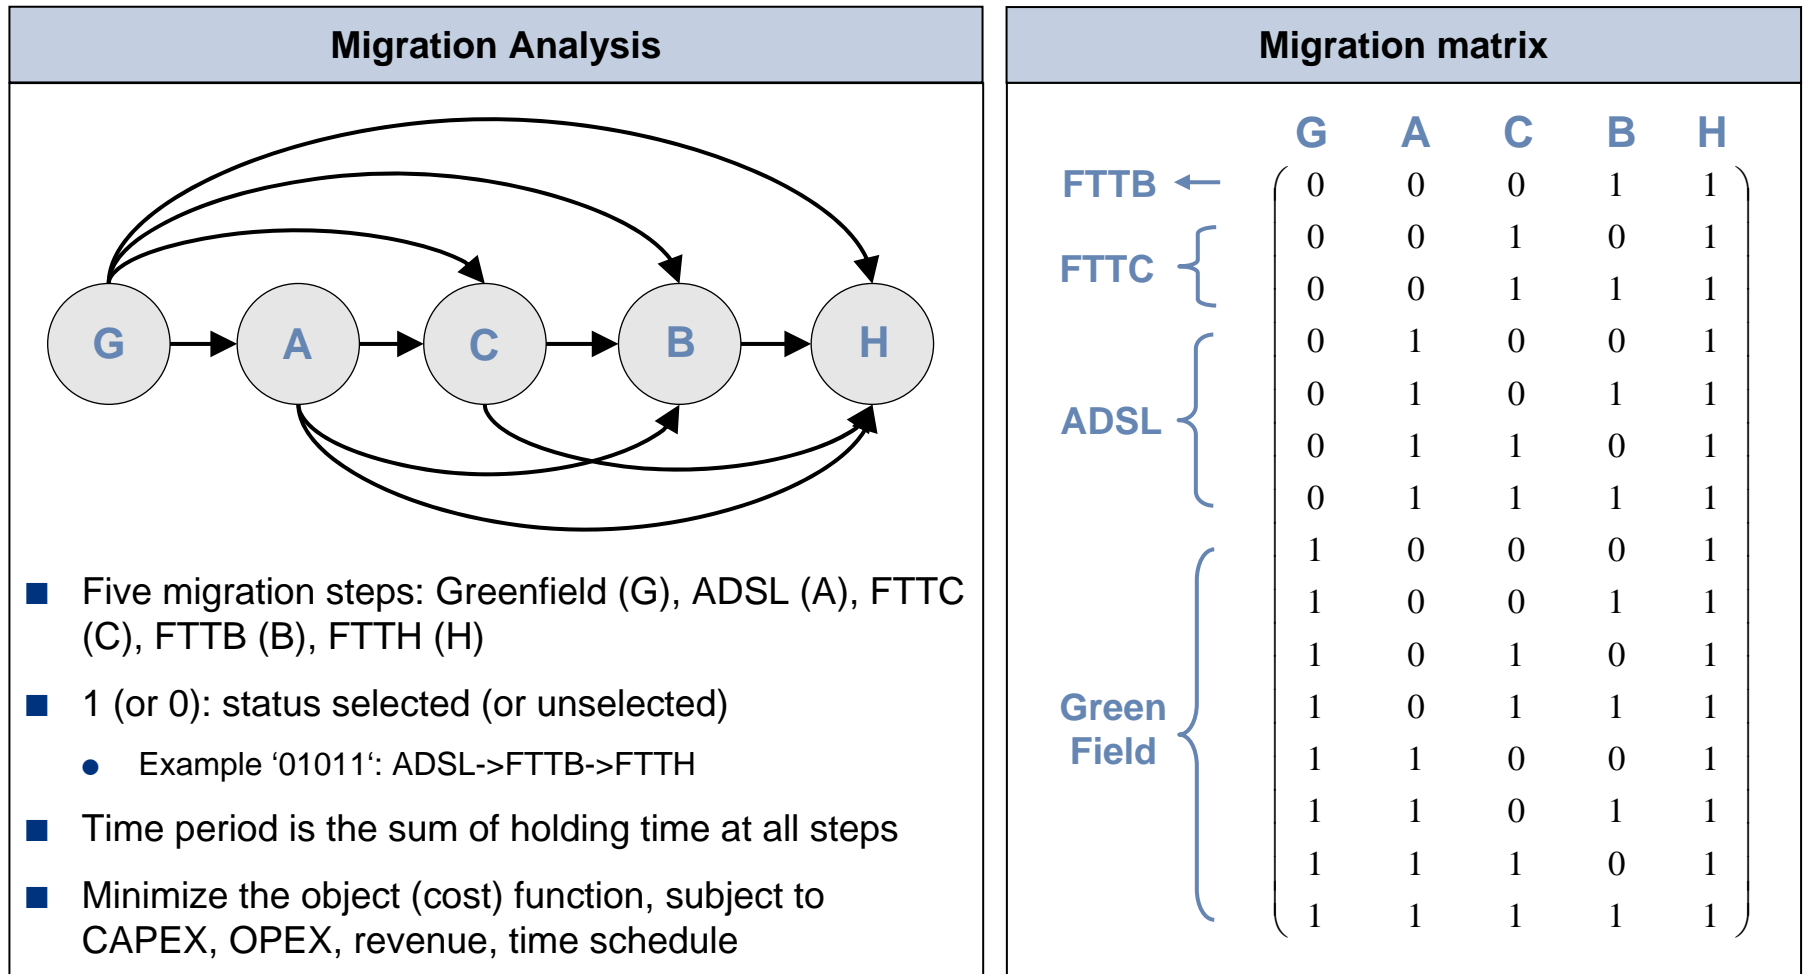 Migration Analysis
G A C B H
■ Five migration steps: Greenfield (G), ADSL (A), FTTC
(C), FTTB (B), FTTH (H)
■ 1 (or 0): status selected (or unselected)
● Example ‘01011‘: ADSL->FTTB->FTTH
■ Time period is the sum of holding time at all steps
■ Minimize the object (cost) function, subject to
CAPEX, OPEX, revenue, time schedule
Migration matrix
G A C B H
FTTB 0 0 0 1 1
0 0 1 0 1
FTTC
0 0 1 1 1
0 1 0 0 1
0 1 0 1 1
ADSL
0 1 1 0 1
0 1 1 1 1
1 0 0 0 1
1 0 0 1 1
1 0 1 0 1
Green 1 0 1 1 1
Field 1 1 0 0 1
1 1 0 1 1
1 1 1 0 1
1 1 1 1 1